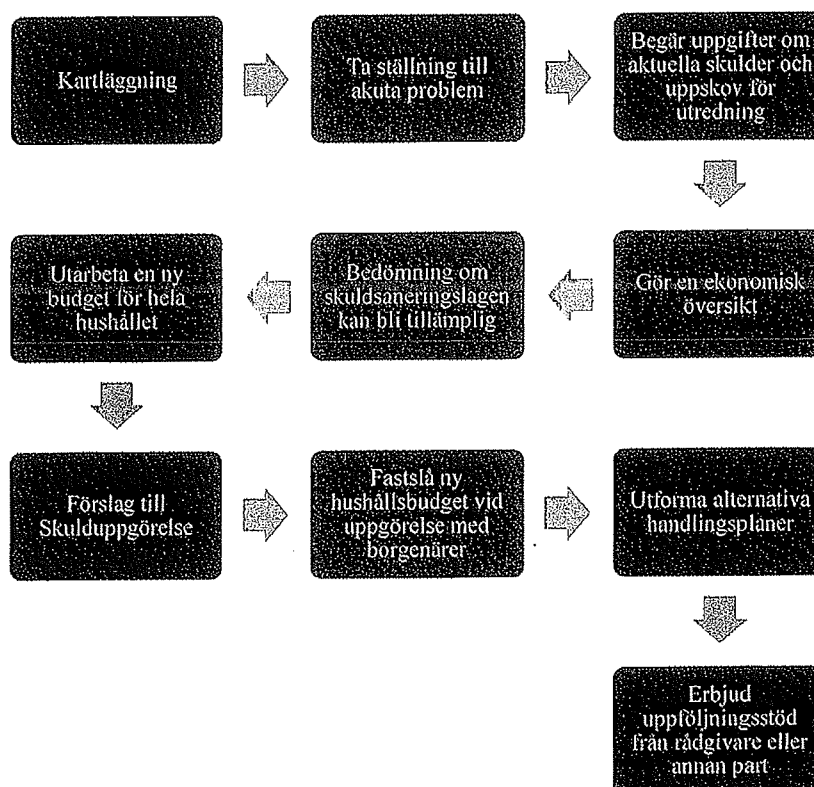 Kartläggning
Ta ställning till
akuta problem
Begär uppgifter om
aktuella skulder och
uppskov för
utredning
Gör en ekonomisk
översikt
Bedömning om
skuldsaneringslagen
kan bli tillämplig
Utarbeta en ny
budget för hela
hushållet
Förslag till
Skulduppgörelse
Fastslå ny
hushållsbudget vid
uppgörelse med
borgenärer
Utforma alternativa
handlingsplaner
Erbjud
uppföljningsstöd
från rådgivare eller
annan part